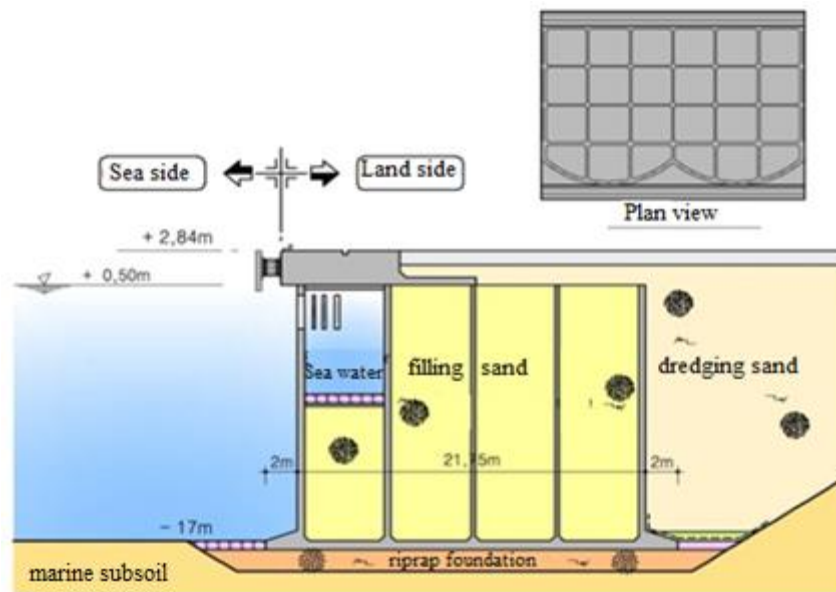 Plan view
Sea side
Land side
+ 2,84m
+ 0,50m
Sea water
filling sand
dredging sand
2m
21,75m
2m
- 17m
riprap foundation
marine subsoil